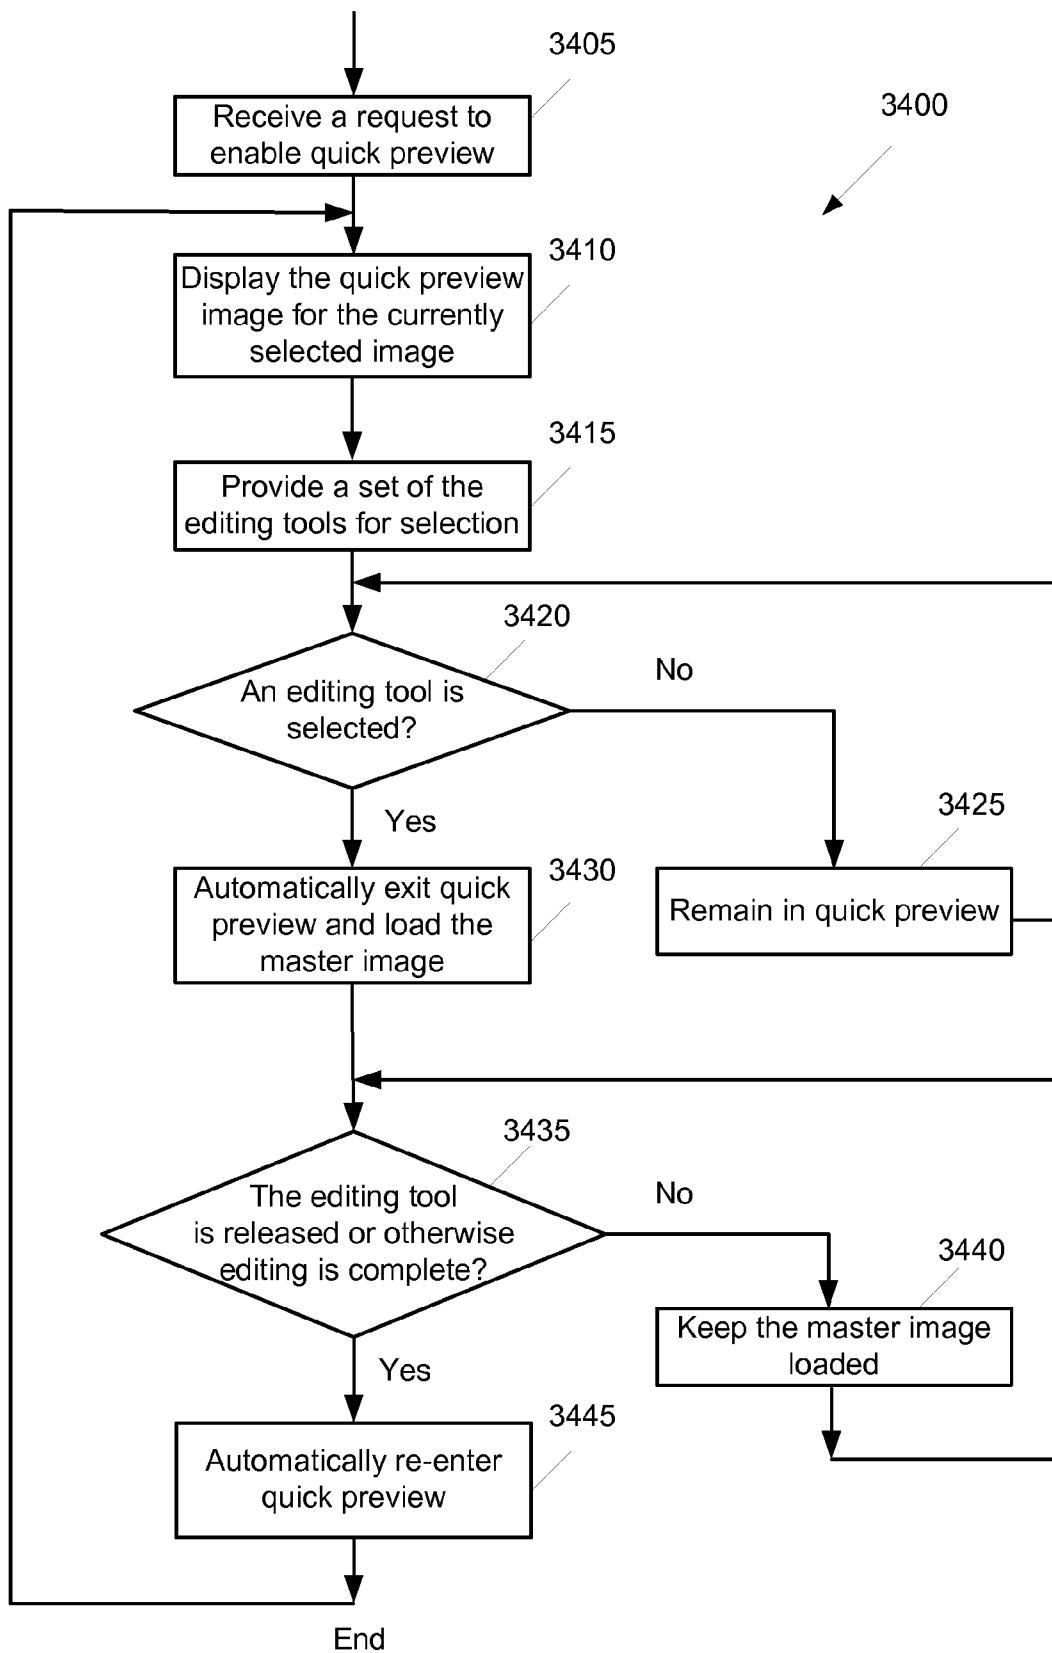 3405
3400
Receive a request to
enable quick preview
3410
Display the quick preview
image for the currently
selected image
3415
Provide a set of the
editing tools for selection
3420
An editing tool is
selected?
No
Yes
3425
Remain in quick preview
3430
Automatically exit quick
preview and load the
master image
3435
The editing tool
is released or otherwise
editing is complete?
No
3440
Keep the master image
loaded
Yes
3445
Automatically re-enter
quick preview
End